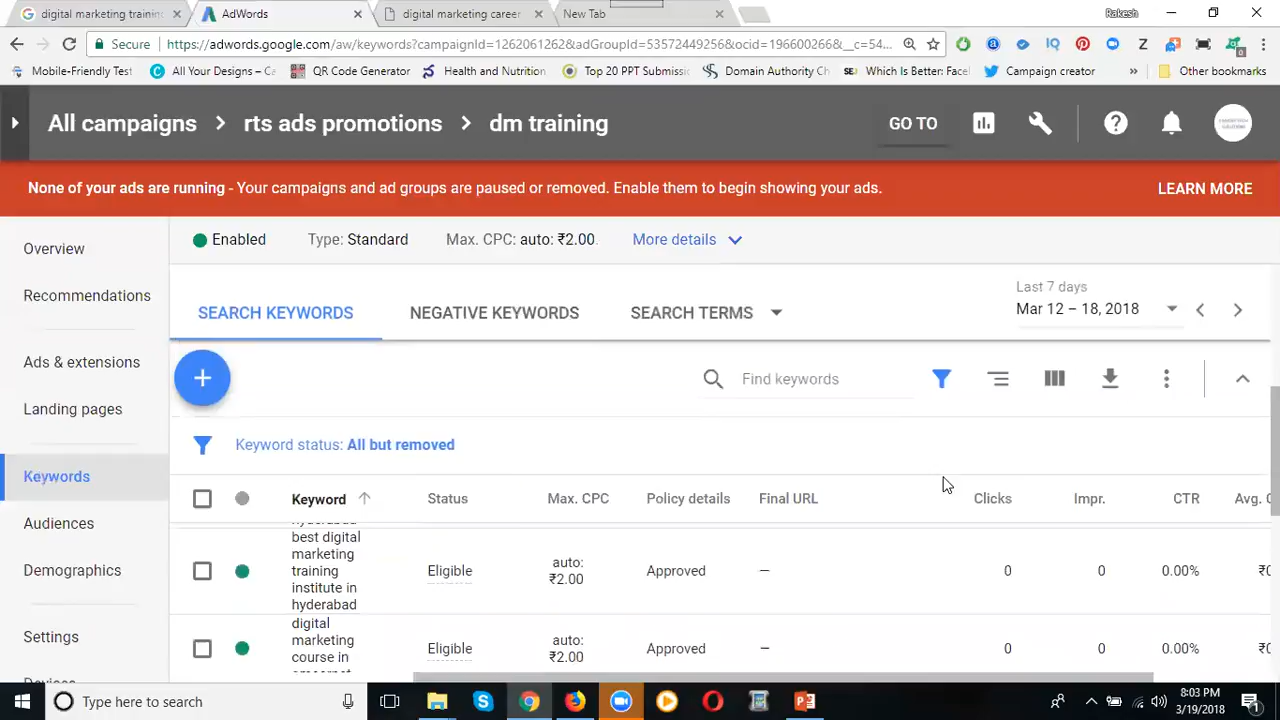 digital marketing training
AdWords
digital marketing career
New Tab
Rakesh
Secure
https://adwords.google.com/aw/keywords?campaignId=1262061262&adGroupId=53572449256&ocid=196600266&__c=54...
Mobile-Friendly Test
All Your Designs – Ca
QR Code Generator
Health and Nutrition
Top 20 PPT Submissio
Domain Authority Ch
Which Is Better: Facel
Campaign creator
»
Other bookmarks
All campaigns > rts ads promotions > dm training
GO TO
None of your ads are running - Your campaigns and ad groups are paused or removed. Enable them to begin showing your ads.
LEARN MORE
Overview
Recommendations
Ads & extensions
Landing pages
Keywords
Audiences
Demographics
Settings
Enabled
Type: Standard
Max. CPC: auto: ₹2.00
More details
SEARCH KEYWORDS
NEGATIVE KEYWORDS
SEARCH TERMS
Last 7 days
Mar 12 – 18, 2018
Find keywords
Keyword status: All but removed
Keyword
Status
Max. CPC
Policy details
Final URL
Clicks
Impr.
CTR
Avg. C
hyderabad
best digital
marketing
training
institute in
hyderabad
Eligible
auto:
₹2.00
Approved
—
0
0
0.00%
₹0
digital
marketing
course in
Eligible
auto:
₹2.00
Approved
—
0
0
0.00%
₹0
Type here to search
8:03 PM
3/19/2018